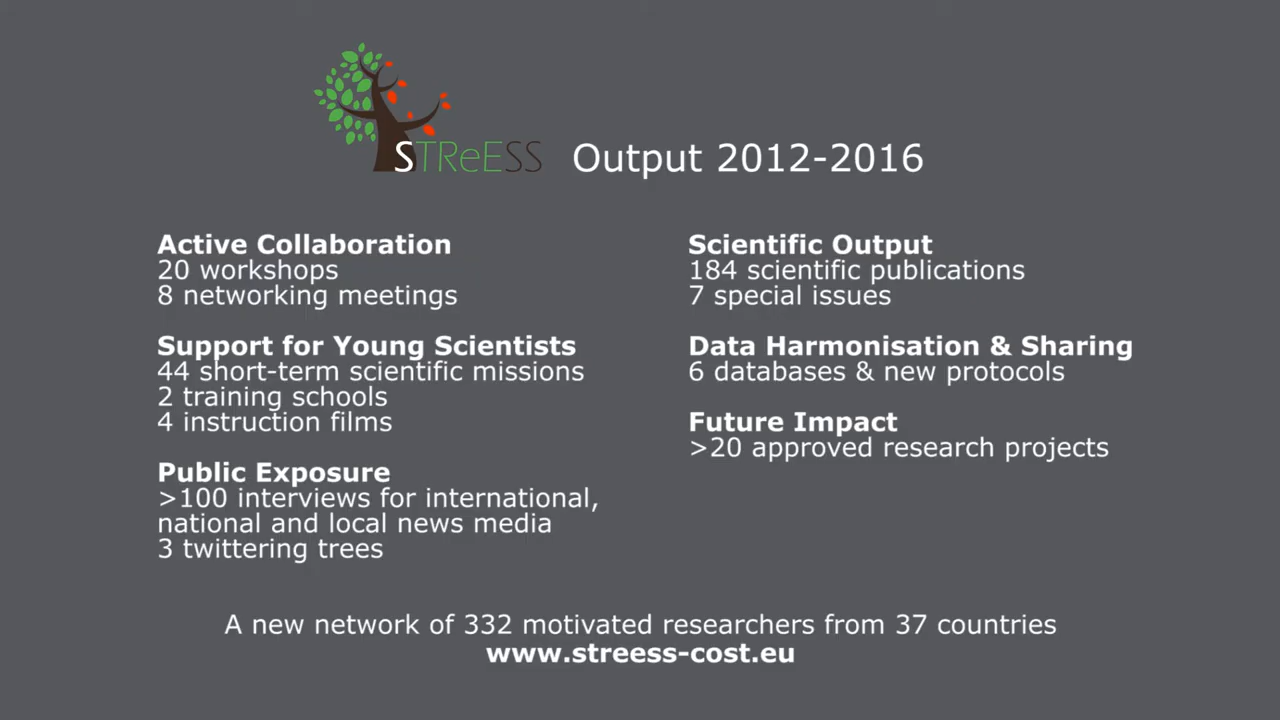 STReESS Output 2012-2016
Active Collaboration
20 workshops
8 networking meetings
Support for Young Scientists
44 short-term scientific missions
2 training schools
4 instruction films
Public Exposure
>100 interviews for international,
national and local news media
3 twittering trees
Scientific Output
184 scientific publications
7 special issues
Data Harmonisation & Sharing
6 databases & new protocols
Future Impact
>20 approved research projects
A new network of 332 motivated researchers from 37 countries
www.streess-cost.eu